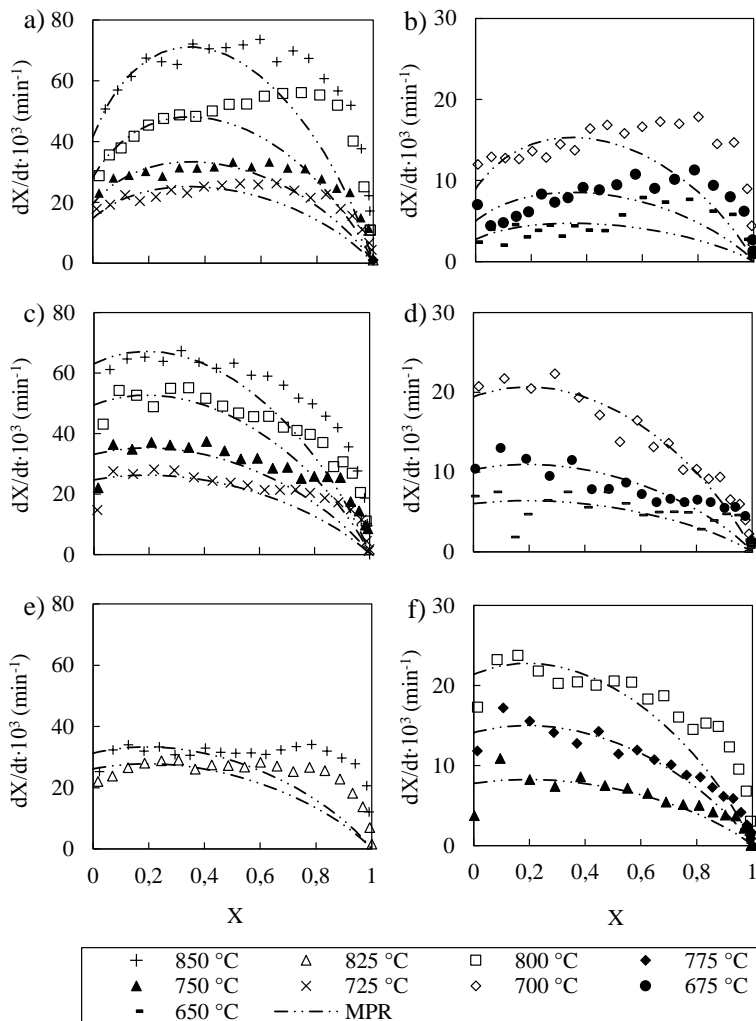 a)
80
60
40
20
0
dX/dt·10³ (min⁻¹)
b)
30
20
10
0
dX/dt·10³ (min⁻¹)
c)
80
60
40
20
0
dX/dt·10³ (min⁻¹)
d)
30
20
10
0
dX/dt·10³ (min⁻¹)
e)
80
60
40
20
0
dX/dt·10³ (min⁻¹)
0 0,2 0,4 0,6 0,8 1
X
f)
30
20
10
0
dX/dt·10³ (min⁻¹)
0 0,2 0,4 0,6 0,8 1
X
850 °C 825 °C 800 °C 775 °C
750 °C 725 °C 700 °C 675 °C
650 °C MPR